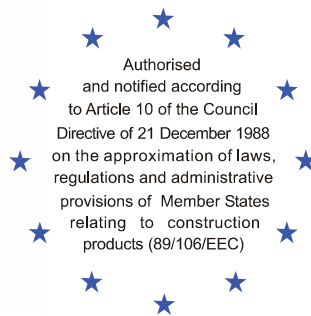 Authorised
and notified according
to Article 10 of the Council
Directive of 21 December 1988
on the approximation of laws,
regulations and administrative
provisions of Member States
relating to construction
products (89/106/EEC)